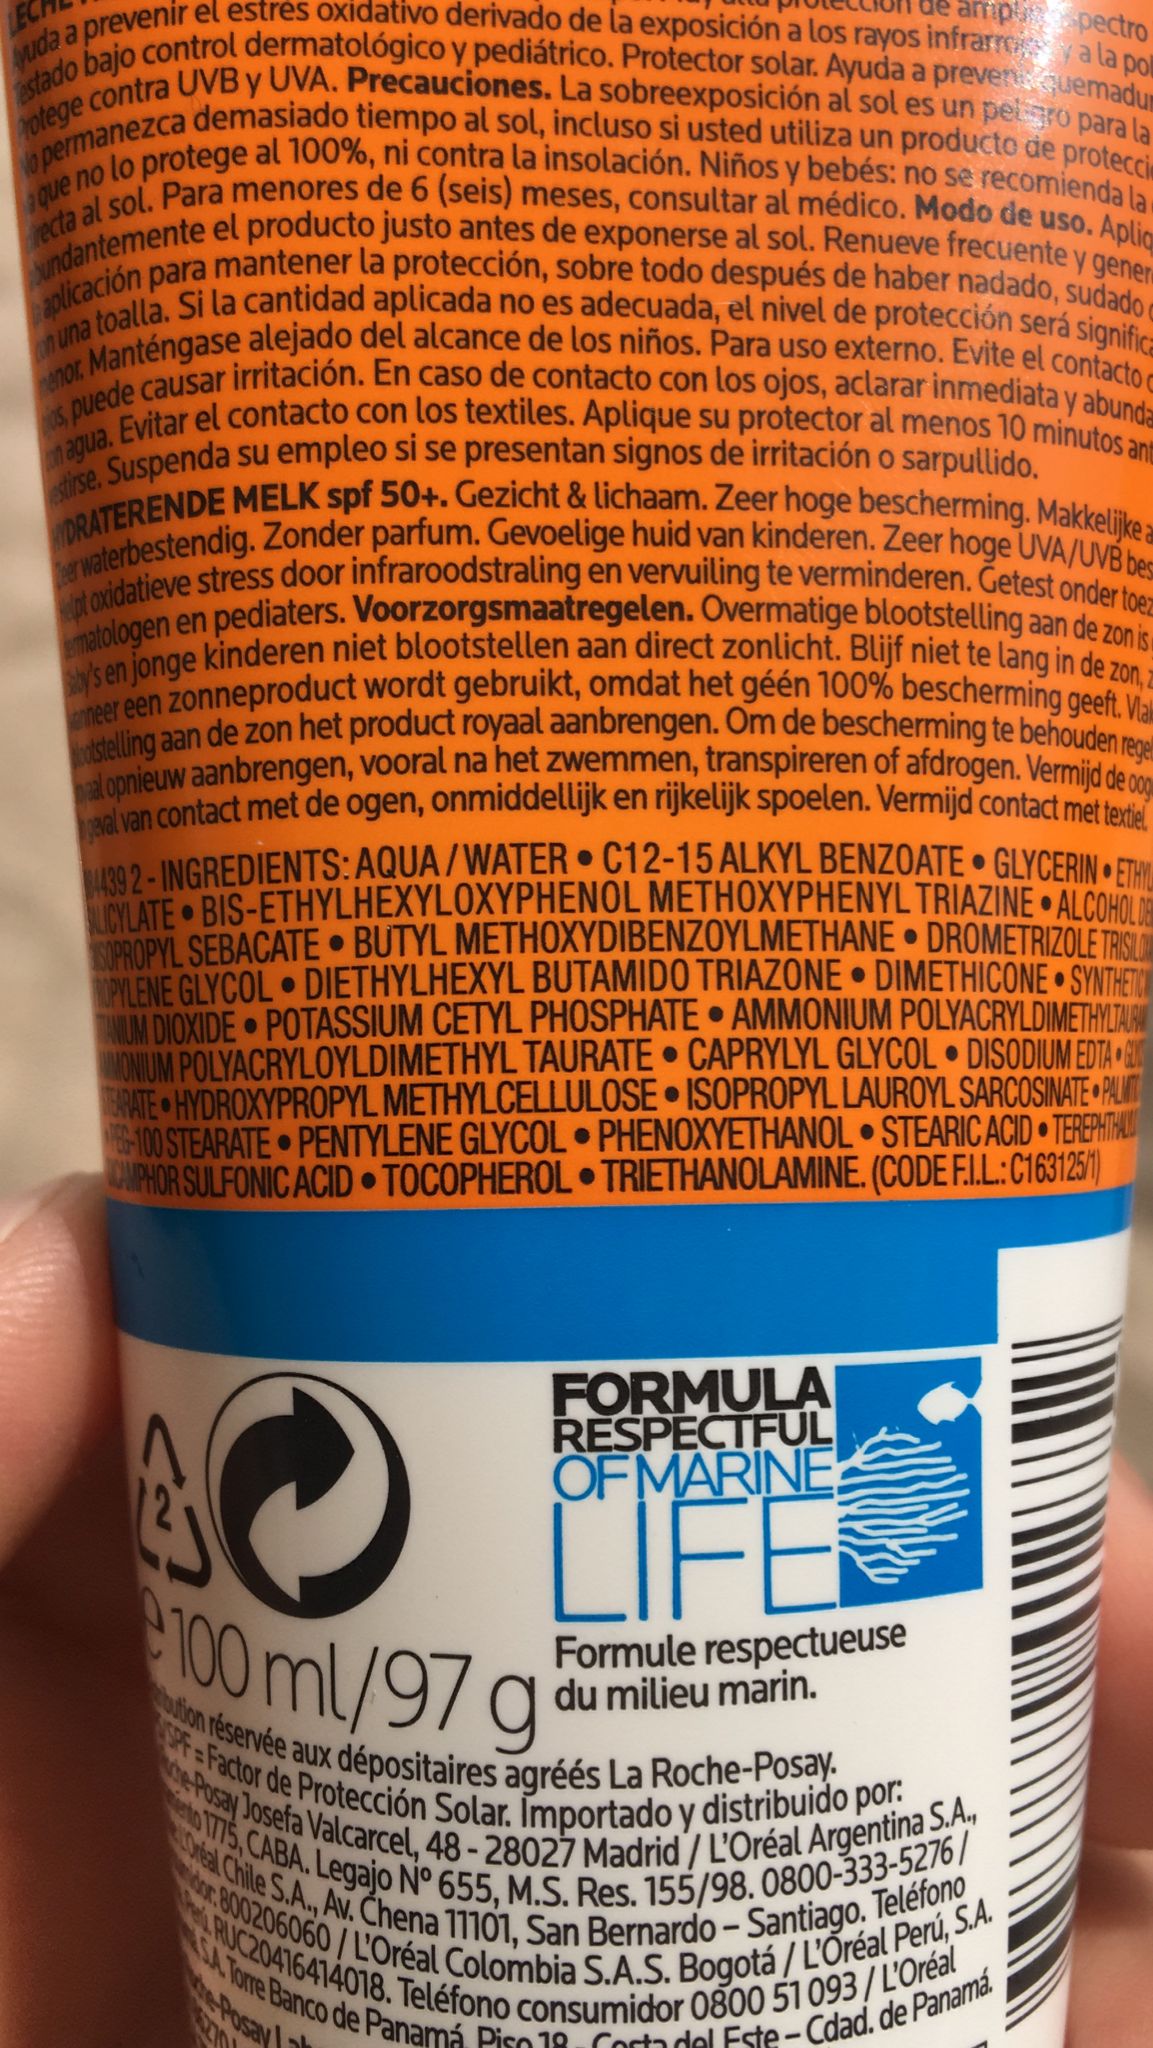 LECHE
protección de amplio espectro
Ayuda a prevenir el estrés oxidativo derivado de la exposición a los rayos infrarrojos y a la
Testado bajo control dermatológico y pediátrico. Protector solar. Ayuda a prevenir
Protege contra UVB y UVA. Precauciones. La sobreexposición al sol es un peligro para la
No permanezca demasiado tiempo al sol, incluso si usted utiliza un producto de
ya que no lo protege al 100%, ni contra la insolación. Niños y bebés: no se recomienda la
directa al sol. Para menores de 6 (seis) meses, consultar al médico. Modo de uso.
abundantemente el producto justo antes de exponerse al sol. Renueve frecuente y
la aplicación para mantener la protección, sobre todo después de haber nadado, sudado
con una toalla. Si la cantidad aplicada no es adecuada, el nivel de protección será
menor. Manténgase alejado del alcance de los niños. Para uso externo. Evite el contacto
ojos, puede causar irritación. En caso de contacto con los ojos, aclarar inmediata y
con agua. Evitar el contacto con los textiles. Aplique su protector al menos 10 minutos
vestirse. Suspenda su empleo si se presentan signos de irritación o sarpullido.
HYDRATERENDE MELK spf 50+. Gezicht & lichaam. Zeer hoge bescherming. Makkelijke
Zeer waterbestendig. Zonder parfum. Gevoelige huid van kinderen. Zeer hoge UVA/UVB
Helpt oxidatieve stress door infraroodstraling en vervuiling te verminderen. Getest onder
dermatologen en pediaters. Voorzorgsmaatregelen. Overmatige blootstelling aan de zon is
Baby's en jonge kinderen niet blootstellen aan direct zonlicht. Blijf niet te lang in de zon,
wanneer een zonneproduct wordt gebruikt, omdat het géén 100% bescherming geeft.
blootstelling aan de zon het product royaal aanbrengen. Om de bescherming te behouden
opnieuw aanbrengen, vooral na het zwemmen, transpireren of afdrogen. Vermijd de
geval van contact met de ogen, onmiddellijk en rijkelijk spoelen. Vermijd contact met textiel.
2 - INGREDIENTS: AQUA / WATER • C12-15 ALKYL BENZOATE • GLYCERIN •
SALICYLATE • BIS-ETHYLHEXYLOXYPHENOL METHOXYPHENYL TRIAZINE • ALCOHOL
SEBACATE • BUTYL METHOXYDIBENZOYLMETHANE • DROMETRIZOLE
PROPYLENE GLYCOL • DIETHYLHEXYL BUTAMIDO TRIAZONE • DIMETHICONE • SYNTHETIC
TITANIUM DIOXIDE • POTASSIUM CETYL PHOSPHATE • AMMONIUM
AMMONIUM POLYACRYLOYLDIMETHYL TAURATE • CAPRYLYL GLYCOL • DISODIUM EDTA •
STEARATE • HYDROXYPROPYL METHYLCELLULOSE • ISOPROPYL LAUROYL SARCOSINATE •
• PEG-100 STEARATE • PENTYLENE GLYCOL • PHENOXYETHANOL • STEARIC ACID •
DICAMPHOR SULFONIC ACID • TOCOPHEROL • TRIETHANOLAMINE. (CODE F.I.L.: C163125/1)
FORMULA
RESPECTFUL
OF MARINE
LIFE
Formule respectueuse
du milieu marin.
2
e 100 ml/97 g
réservée aux dépositaires agréés La Roche-Posay.
SPF = Factor de Protección Solar. Importado y distribuido por:
Josefa Valcarcel, 48 - 28027 Madrid / L'Oréal Argentina S.A.,
1775, CABA. Legajo Nº 655, M.S. Res. 155/98. 0800-333-5276 /
L'Oréal Chile S.A., Av. Chena 11101, San Bernardo – Santiago. Teléfono
800206060 / L'Oréal Colombia S.A.S. Bogotá / L'Oréal Perú, S.A.
RUC20416414018. Teléfono consumidor 0800 51 093 / L'Oréal
S.A. Torre Banco de Panamá, Piso 18 - Costa del Este – Cdad. de Panamá.